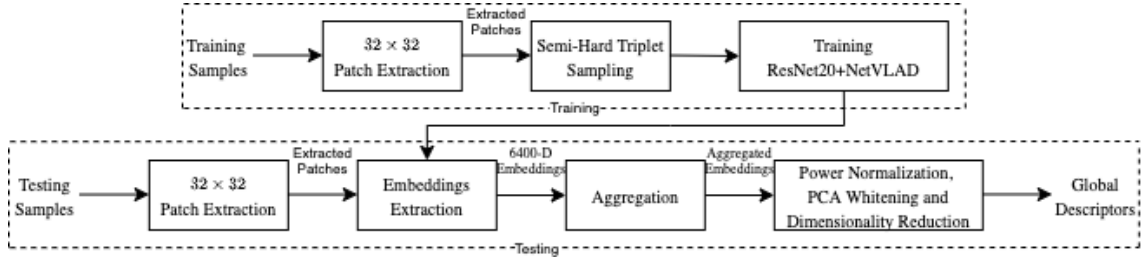 Training
Samples
32 × 32
Patch Extraction
Extracted
Patches
Semi-Hard Triplet
Sampling
Training
ResNet20+NetVLAD
Training
Testing
Samples
32 × 32
Patch Extraction
Extracted
Patches
Embeddings
Extraction
6400-D
Embeddings
Aggregation
Aggregated
Embeddings
Power Normalization,
PCA Whitening and
Dimensionality Reduction
Global
Descriptors
Testing